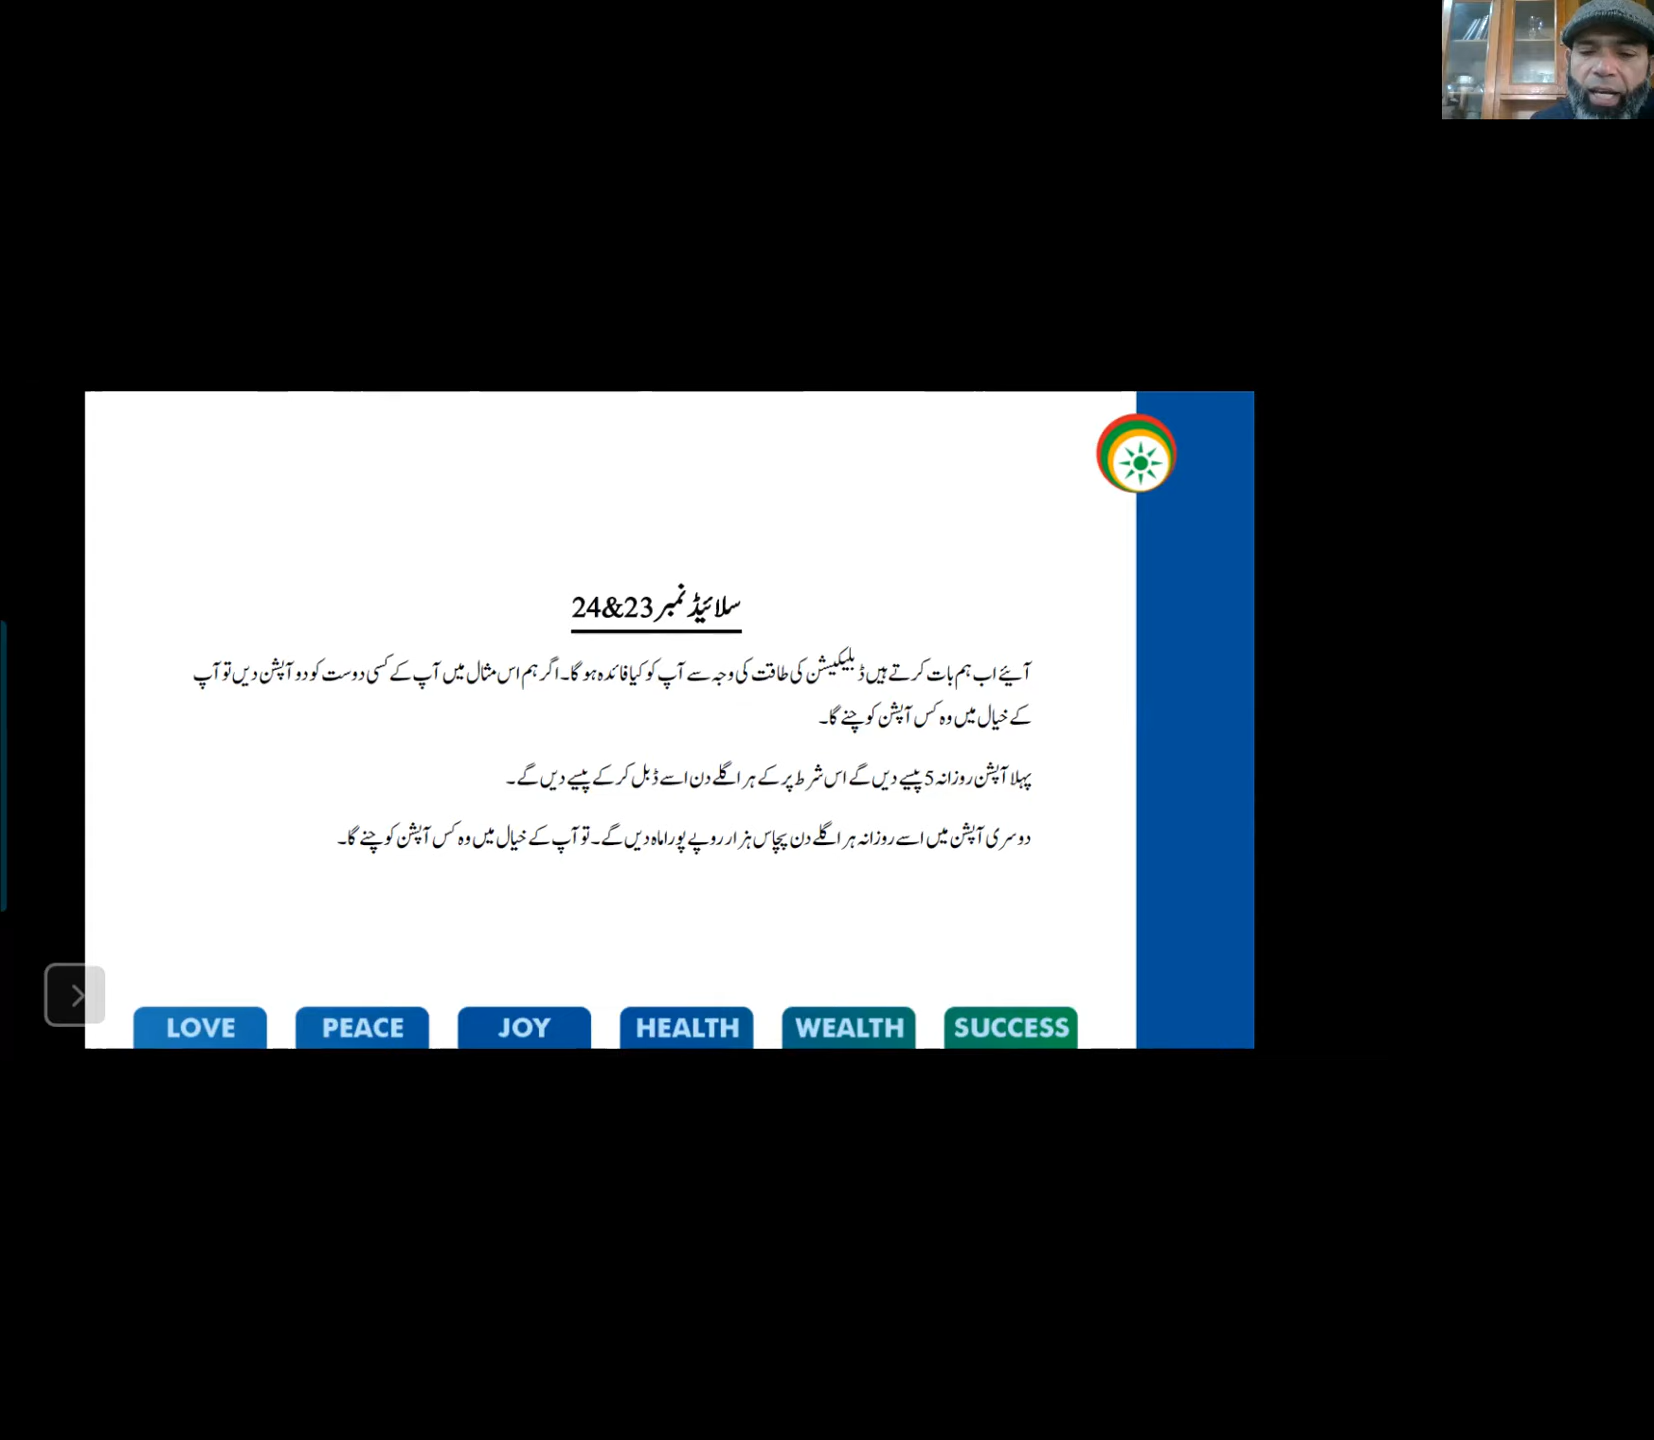 سلائیڈ نمبر 23&24
آیئے اب ہم بات کرتے ہیں ڈبلیکیشن کی طاقت کی وجہ سے آپ کو کیا فائدہ ہو گا۔ اگر ہم اس مثال میں آپ کے کسی دوست کو دو آپشن دیں تو آپ
کے خیال میں وہ کس آپشن کو چنے گا۔
پہلا آپشن روزانہ 5 پیسے دیں گے اس شرط پر کے ہر اگلے دن اسے ڈبل کر کے پیسے دیں گے۔
دوسری آپشن میں اسے روزانہ ہر اگلے دن پچاس ہزار روپے پورا ماہ دیں گے۔ تو آپ کے خیال میں وہ کس آپشن کو چنے گا۔
LOVE PEACE JOY HEALTH WEALTH SUCCESS